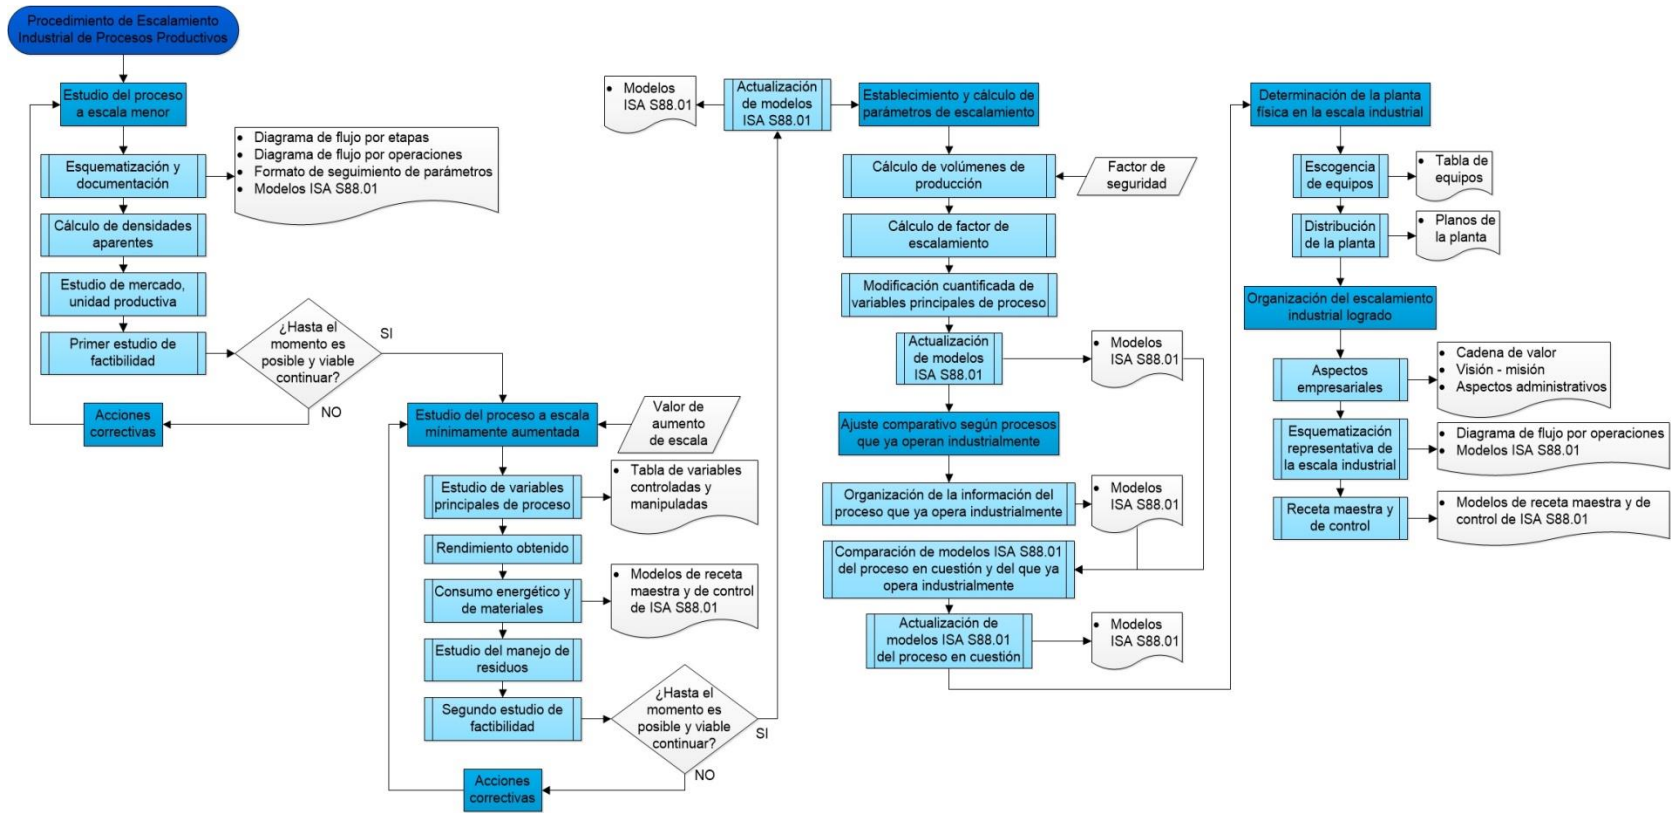 Procedimiento de Escalamiento
Industrial de Procesos Productivos
Estudio del proceso
a escala menor
Esquematización y
documentación
• Diagrama de flujo por etapas
• Diagrama de flujo por operaciones
• Formato de seguimiento de parámetros
• Modelos ISA S88.01
Cálculo de densidades
aparentes
Estudio de mercado,
unidad productiva
Primer estudio de
factibilidad
¿Hasta el
momento es
posible y viable
continuar?
SI
NO
Acciones
correctivas
Estudio del proceso a escala
mínimamente aumentada
Valor de
aumento
de escala
Estudio de variables
principales de proceso
• Tabla de variables
controladas y
manipuladas
Rendimiento obtenido
Consumo energético y
de materiales
• Modelos de receta
maestra y de control
de ISA S88.01
Estudio del manejo de
residuos
Segundo estudio de
factibilidad
¿Hasta el
momento es
posible y viable
continuar?
SI
NO
Acciones
correctivas
Actualización
de modelos
ISA S88.01
• Modelos
ISA S88.01
Establecimiento y cálculo de
parámetros de escalamiento
Cálculo de volúmenes de
producción
Factor de
seguridad
Cálculo de factor de
escalamiento
Modificación cuantificada de
variables principales de proceso
Actualización
de modelos
ISA S88.01
• Modelos
ISA S88.01
Ajuste comparativo según procesos
que ya operan industrialmente
Organización de la información del
proceso que ya opera industrialmente
• Modelos
ISA S88.01
Comparación de modelos ISA S88.01
del proceso en cuestión y del que ya
opera industrialmente
Actualización de
modelos ISA S88.01
del proceso en cuestión
• Modelos
ISA S88.01
Determinación de la planta
física en la escala industrial
Escogencia
de equipos
• Tabla de
equipos
Distribución
de la planta
• Planos de
la planta
Organización del escalamiento
industrial logrado
Aspectos
empresariales
• Cadena de valor
• Visión - misión
• Aspectos administrativos
Esquematización
representativa de
la escala industrial
• Diagrama de flujo por operaciones
• Modelos ISA S88.01
Receta maestra y
de control
• Modelos de receta maestra y de
control de ISA S88.01